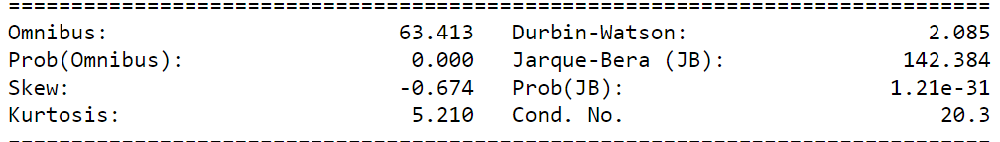 ==============================================================================
Omnibus:                       63.413   Durbin-Watson:                   2.085
Prob(Omnibus):                  0.000   Jarque-Bera (JB):              142.384
Skew:                          -0.674   Prob(JB):                     1.21e-31
Kurtosis:                       5.210   Cond. No.                         20.3
------------------------------------------------------------------------------